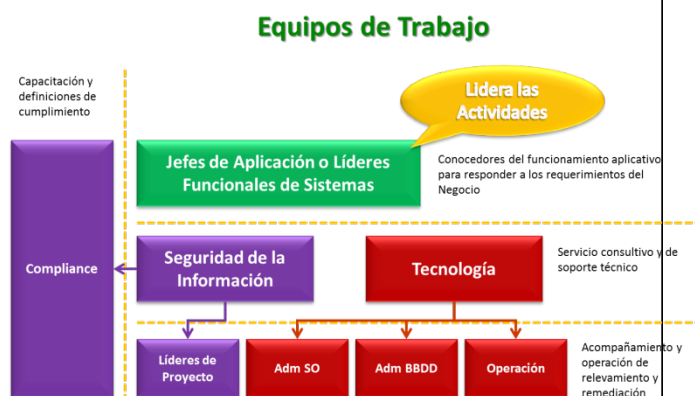 Equipos de Trabajo
Capacitación y
definiciones de
cumplimiento
Lidera las
Actividades
Jefes de Aplicación o Líderes
Funcionales de Sistemas
Conocedores del funcionamiento aplicativo
para responder a los requerimientos del
Negocio
Compliance
Seguridad de la
Información
Tecnología
Servicio consultivo y de
soporte técnico
Líderes de
Proyecto
Adm SO
Adm BBDD
Operación
Acompañamiento y
operación de
relevamiento y
remediación